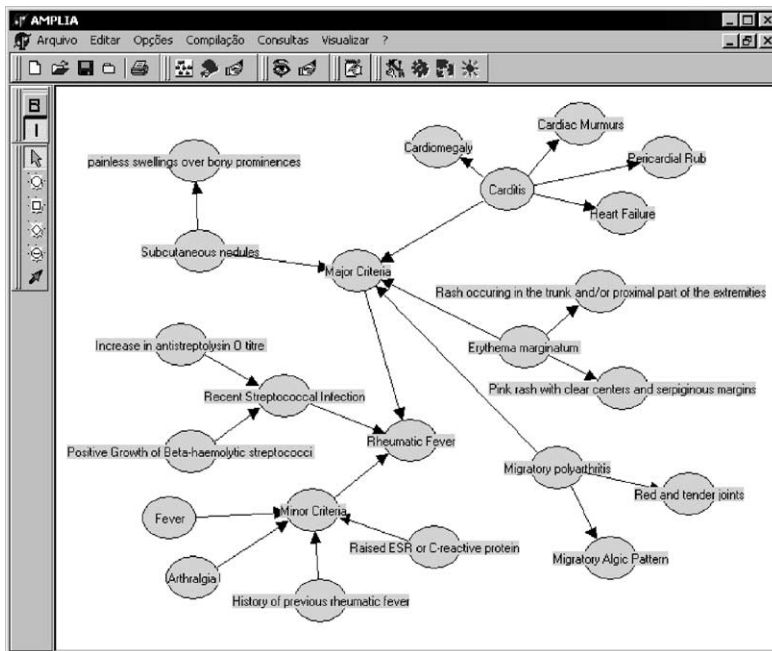 AMPLIA
Arquivo Editar Opções Compilação Consultas Visualizar ?
Cardiac Murmurs
Cardiomegaly
painless swellings over bony prominences
Pericardial Rub
Carditis
Heart Failure
Subcutaneous nedules
Major Criteria
Rash occuring in the trunk and/or proximal part of the extremities
Increase in antistreptolysin O titre
Erythema marginatum
Pink rash with clear centers and serpiginous margins
Recent Streptococcal Infection
Rheumatic Fever
Positive Growth of Beta-haemolytic streptococci
Migratory polyarthritis
Red and tender joints
Fever
Minor Criteria
Raised ESR or C-reactive protein
Migratory Algic Pattern
Arthralgia
History of previous rheumatic fever